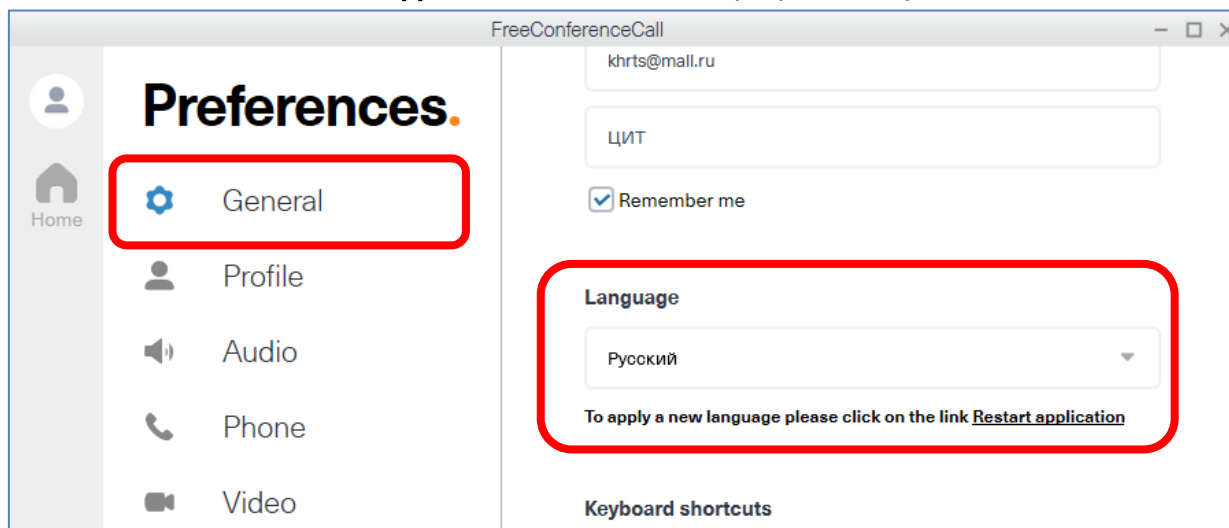 FreeConferenceCall
Home
Preferences.
General
Profile
Audio
Phone
Video
khrts@mall.ru
ЦИТ
Remember me
Language
Русский
To apply a new language please click on the link Restart application
Keyboard shortcuts